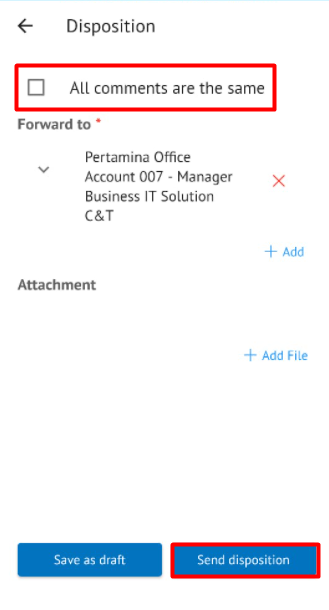 Disposition
All comments are the same
Forward to *
Pertamina Office
Account 007 - Manager
Business IT Solution
C&T
+ Add
Attachment
+ Add File
Save as draft
Send disposition